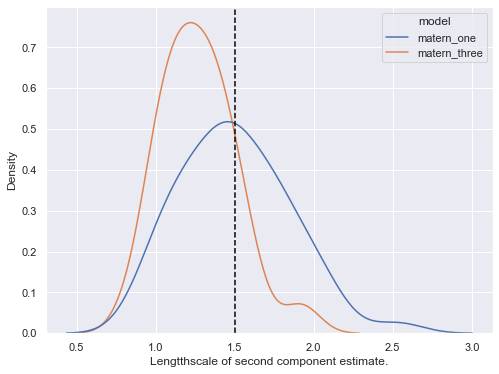 model
matern_one
matern_three
Density
0.7
0.6
0.5
0.4
0.3
0.2
0.1
0.0
0.5 1.0 1.5 2.0 2.5 3.0
Lengtthscale of second component estimate.